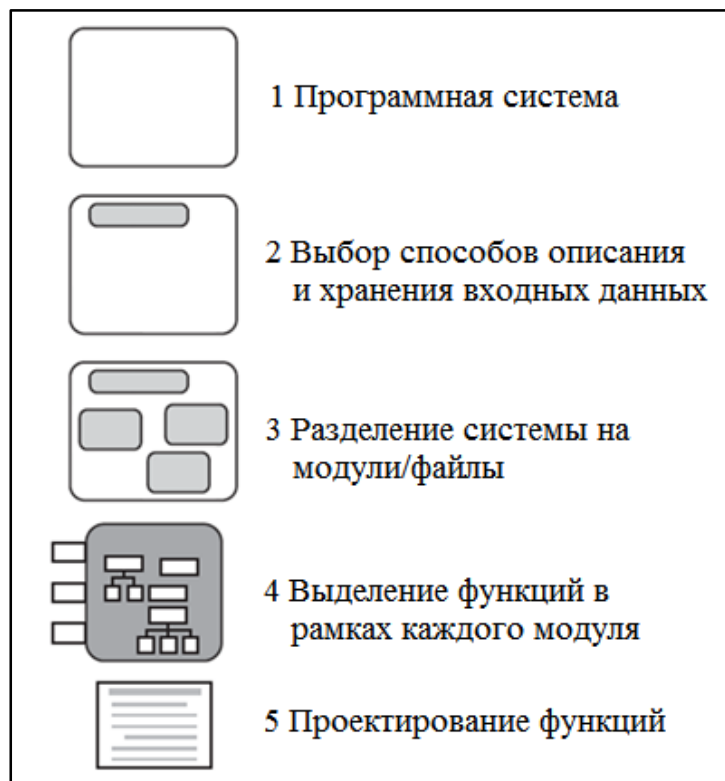 1 Программная система
2 Выбор способов описания
и хранения входных данных
3 Разделение системы на
модули/файлы
4 Выделение функций в
рамках каждого модуля
5 Проектирование функций